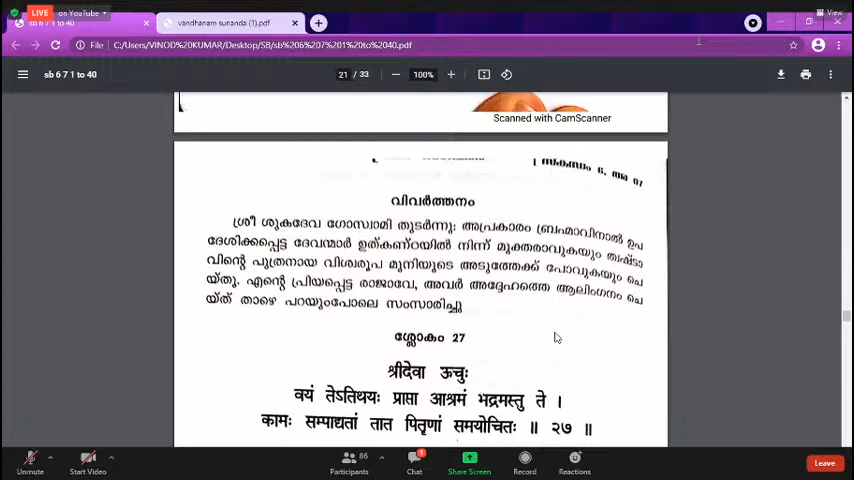 LIVE on YouTube
View
sb 6 7 1 to 40
vandhanam sunanda (1).pdf
File C:/Users/VINOD%20KUMAR/Desktop/SB/sb%206%207%201%20to%2040.pdf
sb 6 7 1 to 40
21 / 33
100%
Scanned with CamScanner
വിവർത്തനം
ശ്രീ ശുകദേവ ഗോസ്വാമി തുടർന്നു: അപ്രകാരം ബ്രഹ്മാവിനാൽ ഉപ
ദേശിക്കപ്പെട്ട ദേവന്മാർ ഉത്കണ്ഠയിൽ നിന്ന് മുക്തരാവുകയും ത്വഷ്ടാ
വിന്റെ പുത്രനായ വിശ്വരൂപ മുനിയുടെ അടുത്തേക്ക് പോവുകയും ചെ
യ്തു. എന്റെ പ്രിയപ്പെട്ട രാജാവേ, അവർ അദ്ദേഹത്തെ ആലിംഗനം ചെ
യ്ത് താഴെ പറയുംപോലെ സംസാരിച്ചു
ശ്ലോകം 27
श्रीदेवा ऊचुः
वयं तेऽतिथयः प्राप्ता आश्रमं भद्रमस्तु ते ।
कामः सम्पाद्यतां तात पितॄणां समयोचितः ॥ २७ ॥
Unmute
Start Video
86
Participants
1
Chat
Share Screen
Record
Reactions
Leave